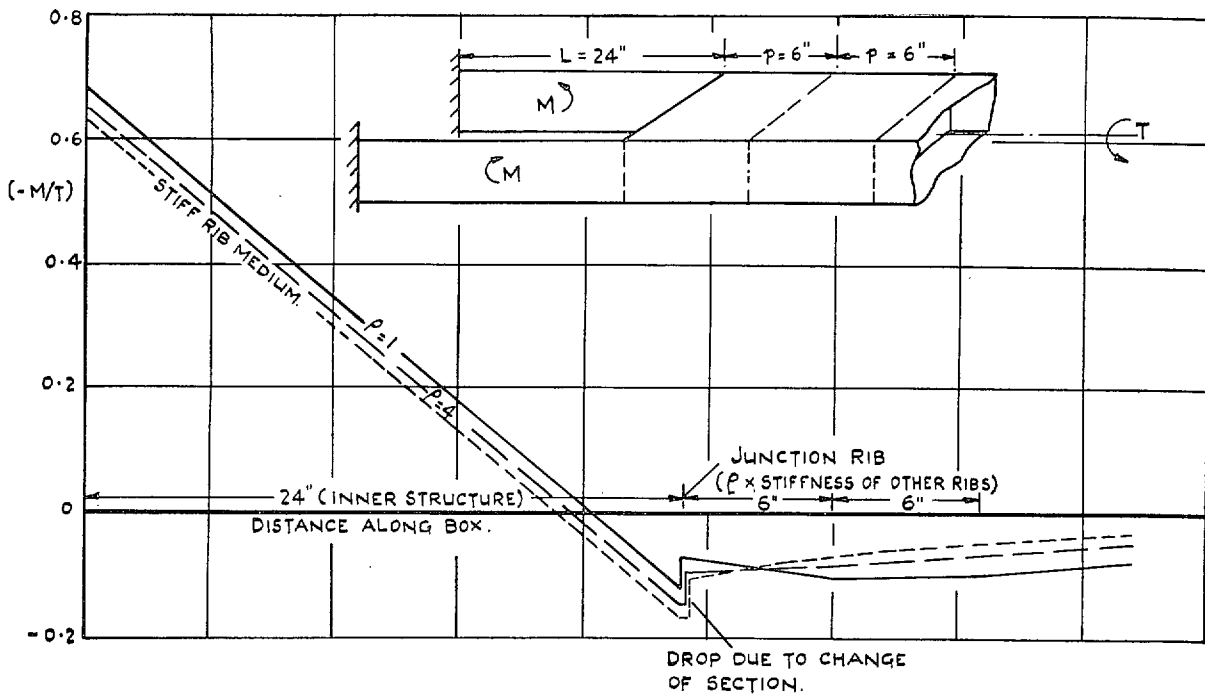 0.8
L = 24" p = 6" p = 6"
M
0.6
T
M
(-M/T)
STIFF RIB MEDIUM.
0.4
ρ=1
0.2
ρ=4
JUNCTION RIB
(ρ × STIFFNESS OF OTHER RIBS)
24" (INNER STRUCTURE) 6" 6"
0
DISTANCE ALONG BOX.
-0.2
DROP DUE TO CHANGE
OF SECTION.